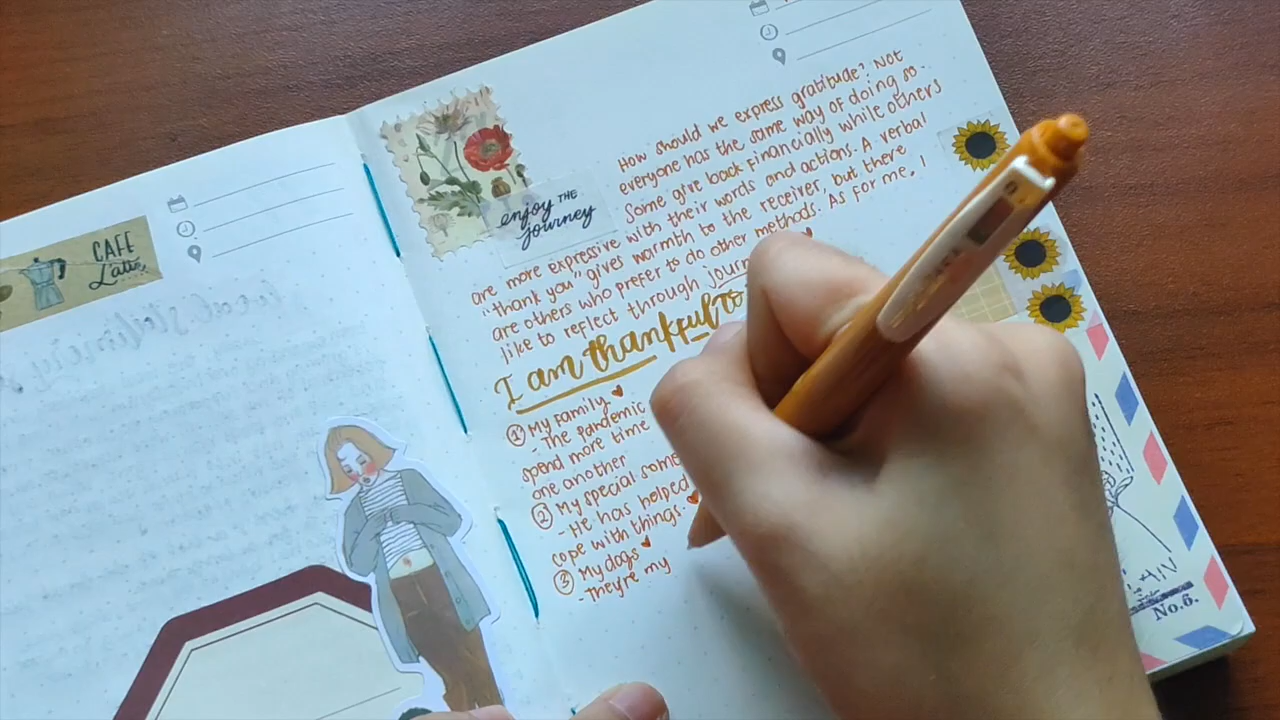 CAFE
Latte
enjoy THE
journey
How should we express gratitude? Not
everyone has the same way of doing so.
Some give back financially while others
are more expressive with their words and actions. A verbal
"thank you" gives warmth to the receiver, but there
are others who prefer to do other methods. As for me, I
like to reflect through
I am thankful to
① My Family
- The pandemic
spend more time
one another
② My special
- He has helped
cope with things.
③ My dogs
- They're my
No.6.